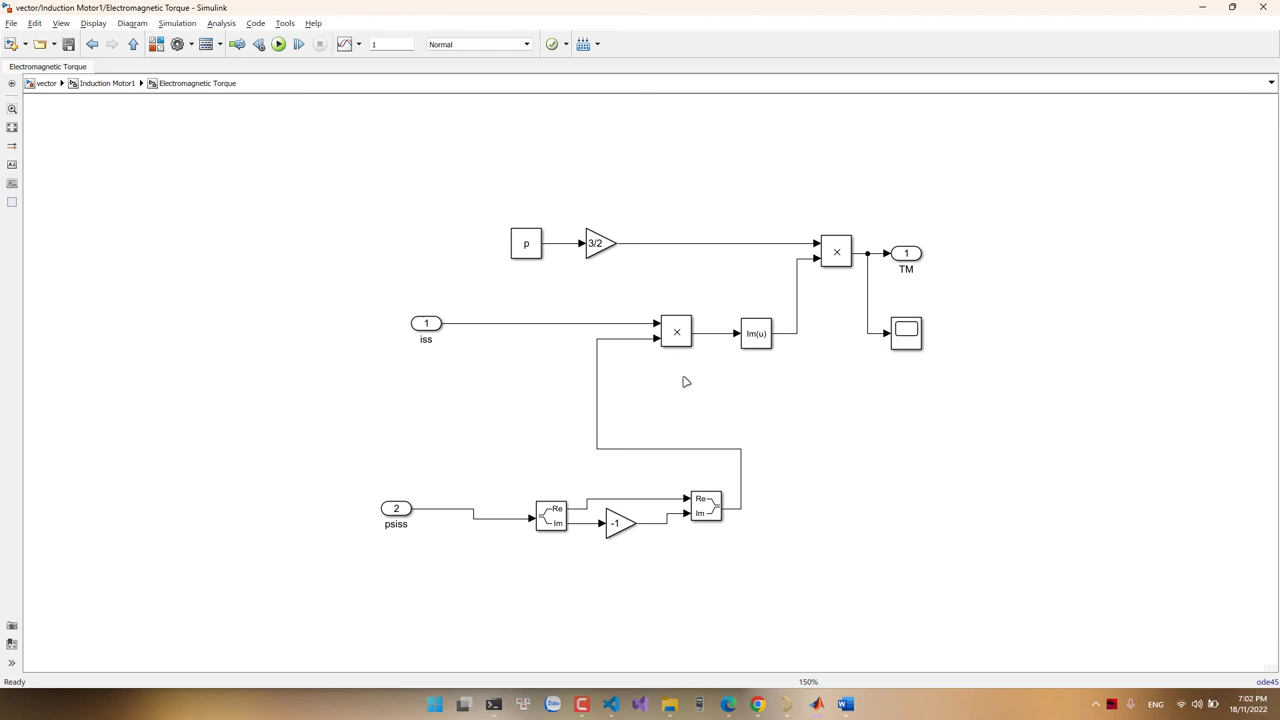 vector/Induction Motor1/Electromagnetic Torque - Simulink
File Edit View Display Diagram Simulation Analysis Code Tools Help
1 Normal
Electromagnetic Torque
vector Induction Motor1 Electromagnetic Torque
p 3/2 × 1
TM
1 × Im(u)
iss
2 Re Re
psiss Im -1 Im
Ready 150% ode45
Zalo ENG 7:02 PM
18/11/2022